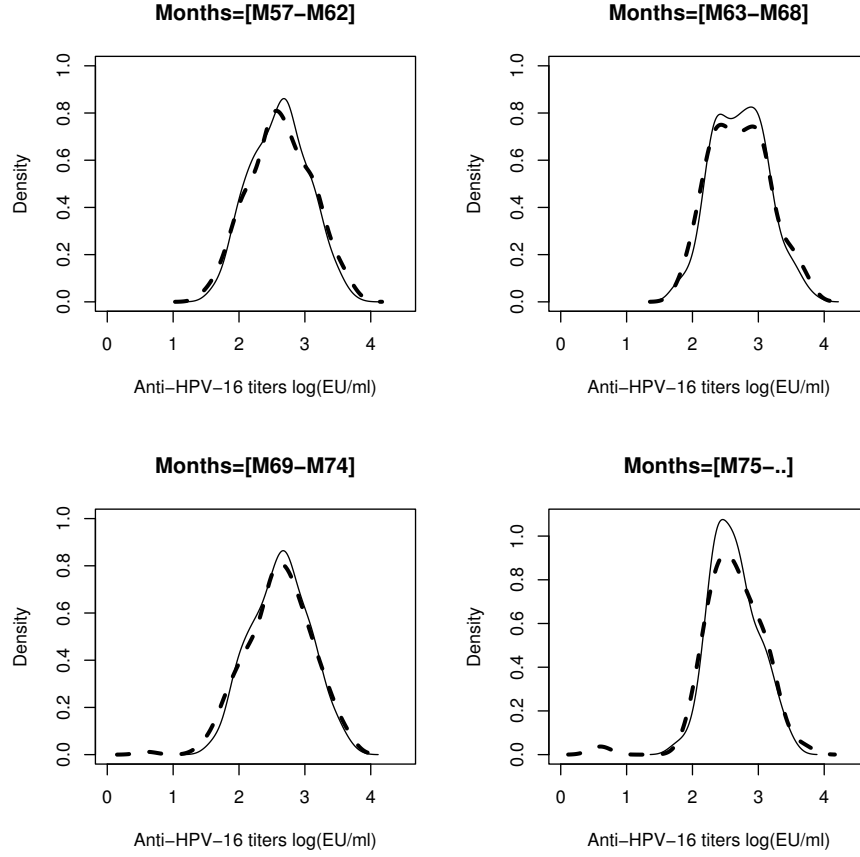 Months=[M57−M62]
Density
0.0 0.2 0.4 0.6 0.8 1.0
0 1 2 3 4
Anti−HPV−16 titers log(EU/ml)
Months=[M63−M68]
Density
0.0 0.2 0.4 0.6 0.8 1.0
0 1 2 3 4
Anti−HPV−16 titers log(EU/ml)
Months=[M69−M74]
Density
0.0 0.2 0.4 0.6 0.8 1.0
0 1 2 3 4
Anti−HPV−16 titers log(EU/ml)
Months=[M75−..]
Density
0.0 0.2 0.4 0.6 0.8 1.0
0 1 2 3 4
Anti−HPV−16 titers log(EU/ml)